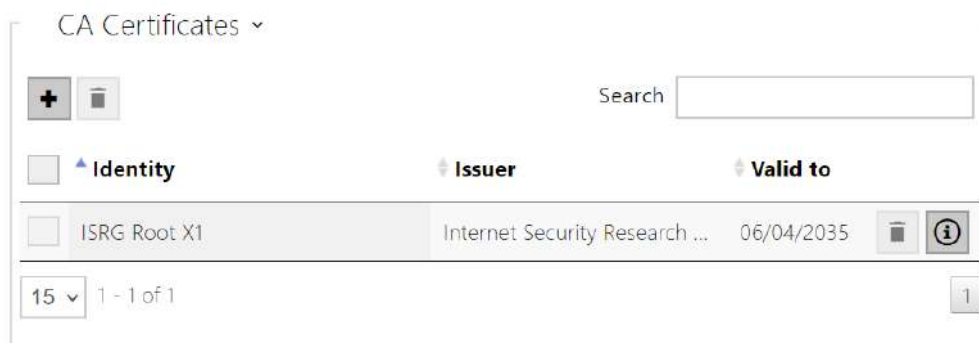 CA Certificates
Search
Identity Issuer Valid to
ISRG Root X1 Internet Security Research ... 06/04/2035
15 1 - 1 of 1 1